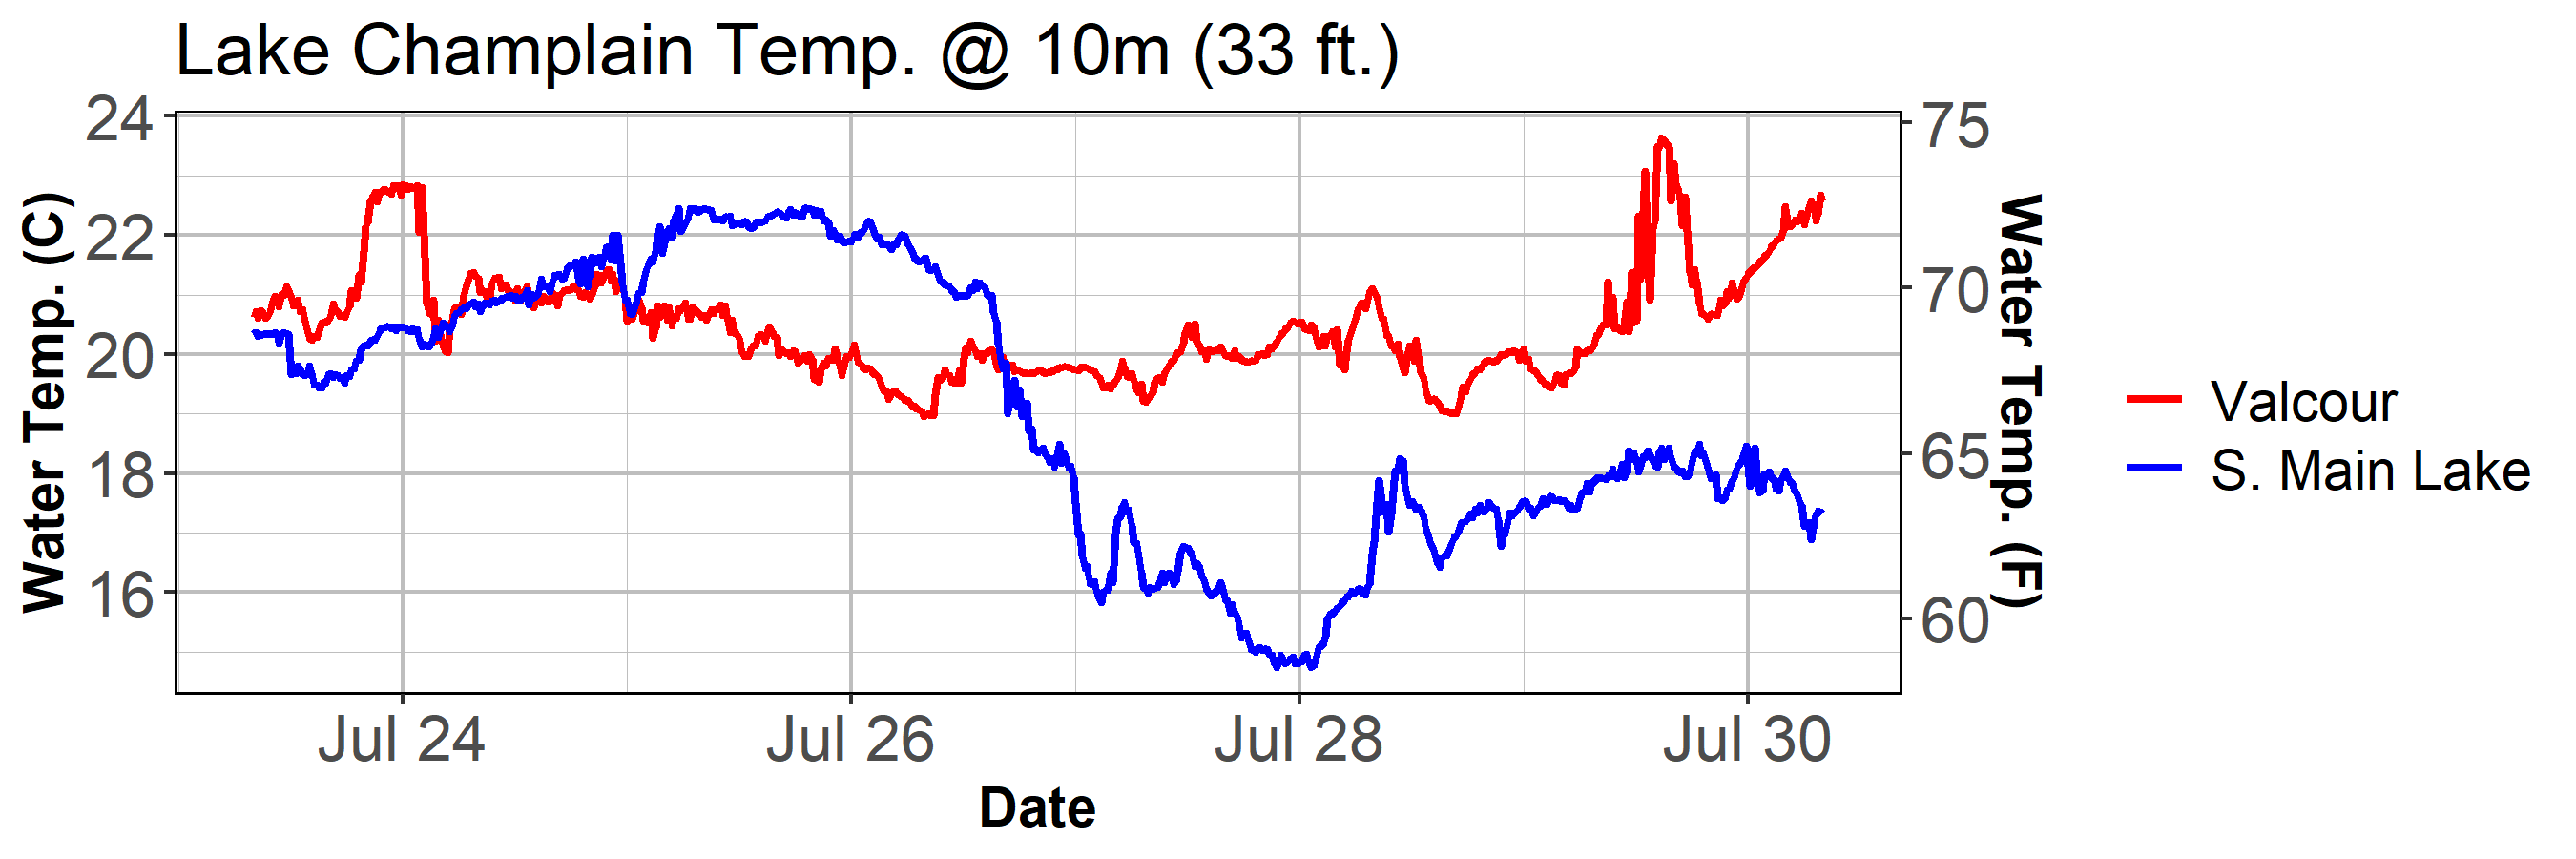 Lake Champlain Temp. @ 10m (33 ft.)
Water Temp. (C)
24
22
20
18
16
75
70
65
60
Water Temp. (F)
Valcour
S. Main Lake
Jul 24
Jul 26
Jul 28
Jul 30
Date